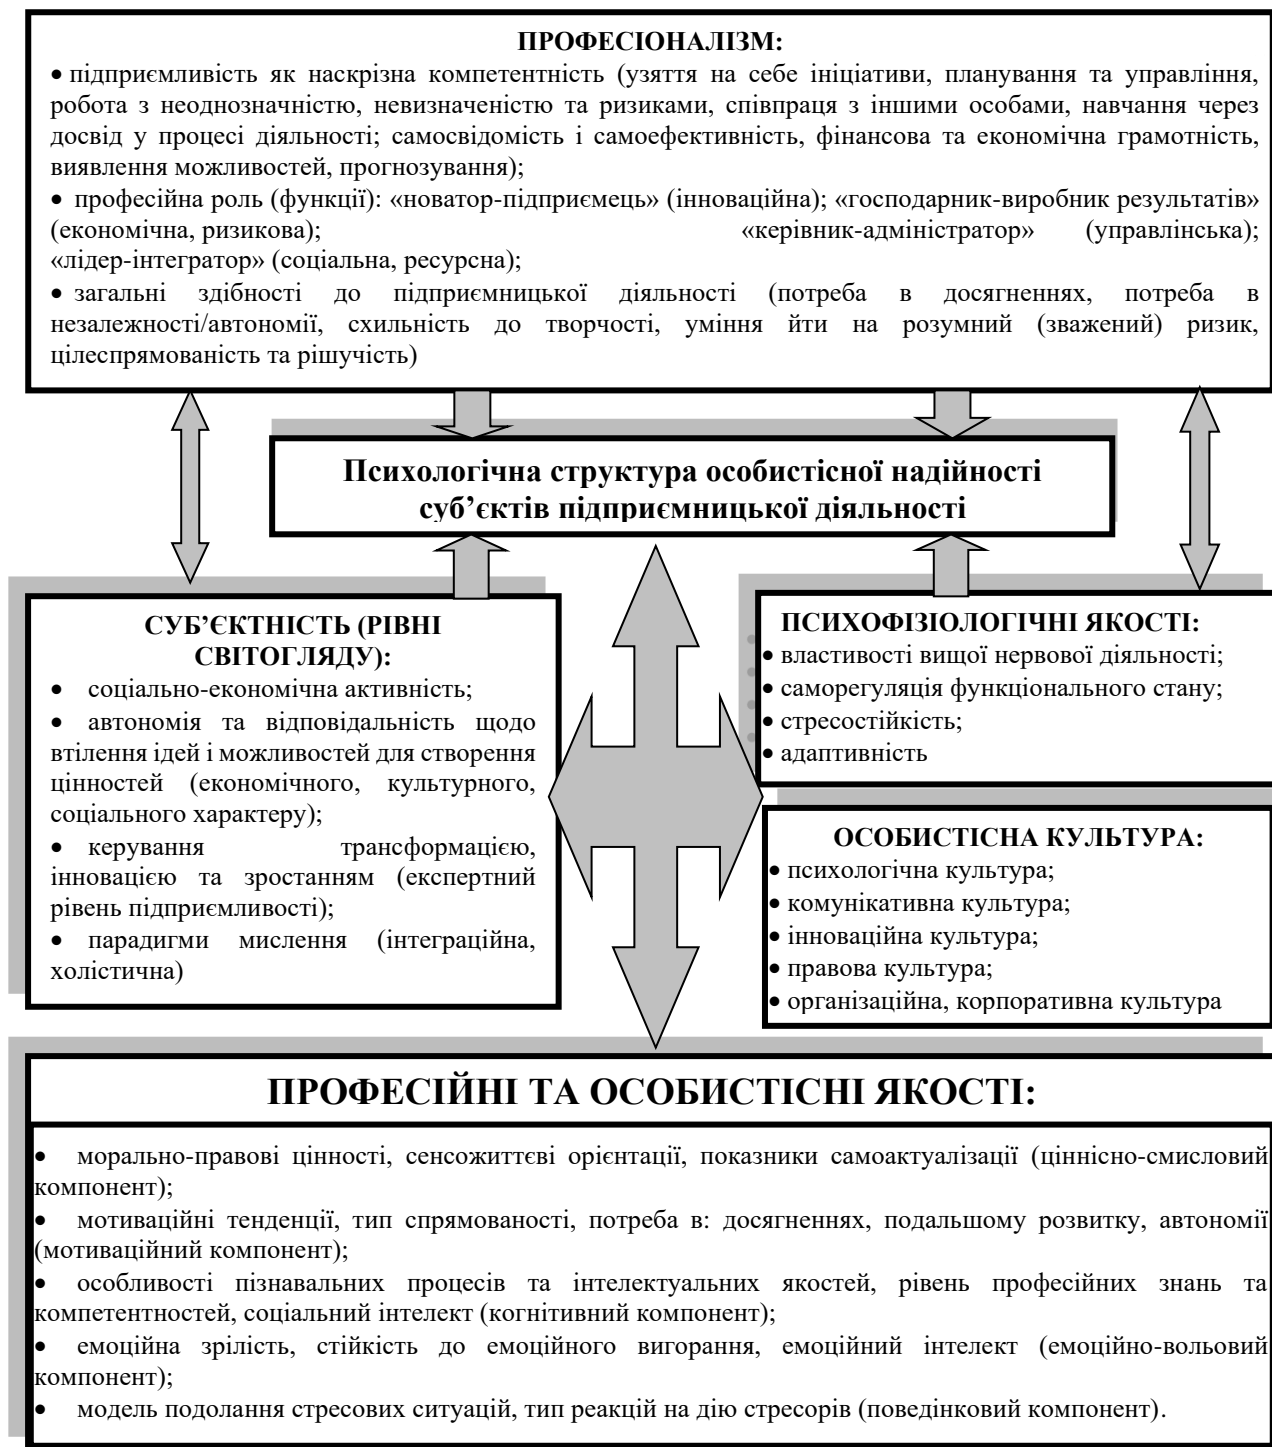 ПРОФЕСІОНАЛІЗМ:
• підприємливість як наскрізна компетентність (узяття на себе ініціативи, планування та управління,
робота з неоднозначністю, невизначеністю та ризиками, співпраця з іншими особами, навчання через
досвід у процесі діяльності; самосвідомість і самоефективність, фінансова та економічна грамотність,
виявлення можливостей, прогнозування);
• професійна роль (функції): «новатор-підприємець» (інноваційна); «господарник-виробник результатів»
(економічна, ризикова); «керівник-адміністратор» (управлінська);
«лідер-інтегратор» (соціальна, ресурсна);
• загальні здібності до підприємницької діяльності (потреба в досягненнях, потреба в
незалежності/автономії, схильність до творчості, уміння йти на розумний (зважений) ризик,
цілеспрямованість та рішучість)
Психологічна структура особистісної надійності
суб’єктів підприємницької діяльності
СУБ’ЄКТНІСТЬ (РІВНІ
СВІТОГЛЯДУ):
• соціально-економічна активність;
• автономія та відповідальність щодо
втілення ідей і можливостей для створення
цінностей (економічного, культурного,
соціального характеру);
• керування трансформацією,
інновацією та зростанням (експертний
рівень підприємливості);
• парадигми мислення (інтеграційна,
холістична)
ПСИХОФІЗІОЛОГІЧНІ ЯКОСТІ:
• властивості вищої нервової діяльності;
• саморегуляція функціонального стану;
• стресостійкість;
• адаптивність
ОСОБИСТІСНА КУЛЬТУРА:
• психологічна культура;
• комунікативна культура;
• інноваційна культура;
• правова культура;
• організаційна, корпоративна культура
ПРОФЕСІЙНІ ТА ОСОБИСТІСНІ ЯКОСТІ:
• морально-правові цінності, сенсожиттєві орієнтації, показники самоактуалізації (ціннісно-смисловий
компонент);
• мотиваційні тенденції, тип спрямованості, потреба в: досягненнях, подальшому розвитку, автономії
(мотиваційний компонент);
• особливості пізнавальних процесів та інтелектуальних якостей, рівень професійних знань та
компетентностей, соціальний інтелект (когнітивний компонент);
• емоційна зрілість, стійкість до емоційного вигорання, емоційний інтелект (емоційно-вольовий
компонент);
• модель подолання стресових ситуацій, тип реакцій на дію стресорів (поведінковий компонент).